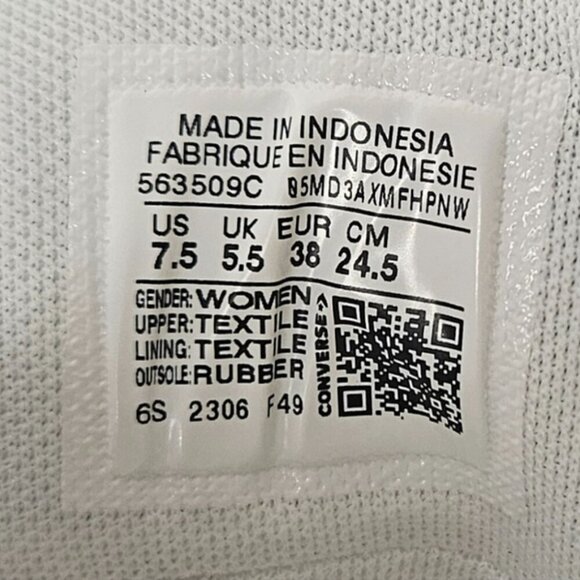 MADE IN INDONESIA
FABRIQUE EN INDONESIE
563509C 05MD3AXMFHPNW
US UK EUR CM
7.5 5.5 38 24.5
GENDER: WOMEN
UPPER: TEXTILE
LINING: TEXTILE
OUTSOLE: RUBBER
CONVERSE>
6S 2306 F49